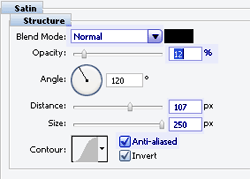 Satin
Structure
Blend Mode: Normal
Opacity: 12 %
Angle: 120 °
Distance: 107 px
Size: 250 px
Contour: Anti-aliased
Invert